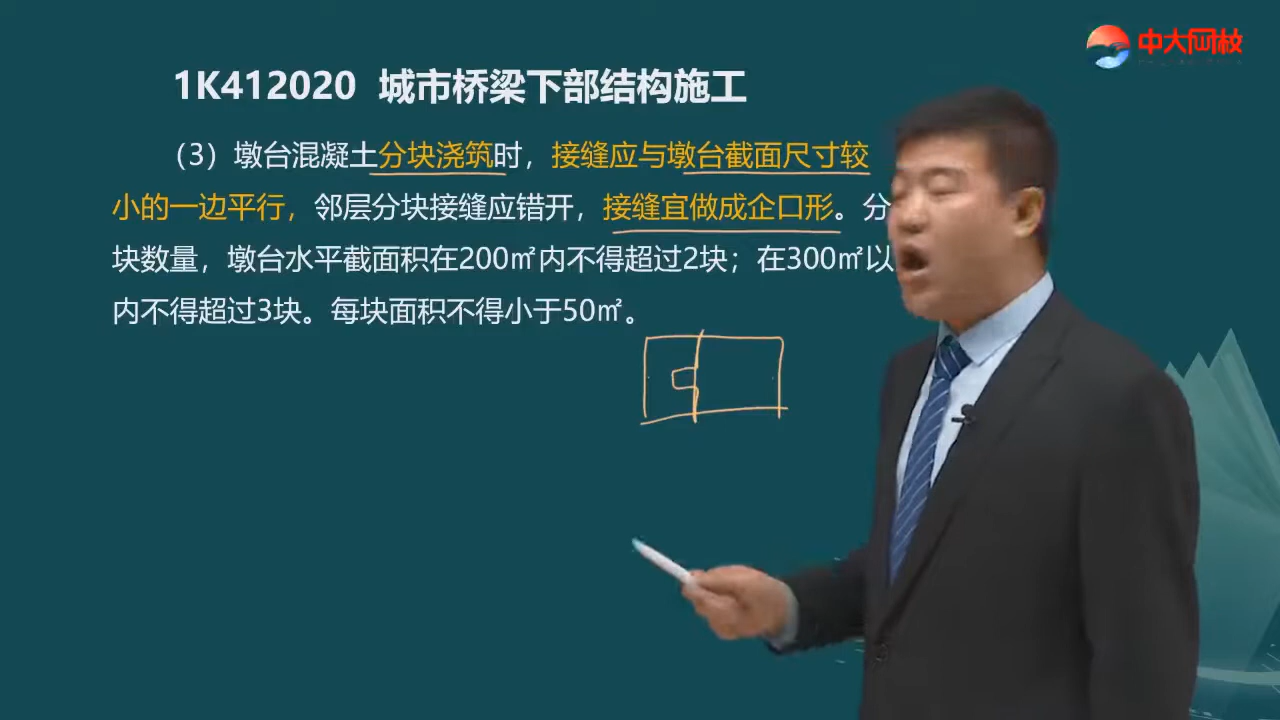 中大网校
1K412020 城市桥梁下部结构施工
（3）墩台混凝土分块浇筑时，接缝应与墩台截面尺寸较
小的一边平行，邻层分块接缝应错开，接缝宜做成企口形。分
块数量，墩台水平截面积在200㎡内不得超过2块；在300㎡以
内不得超过3块。每块面积不得小于50㎡。